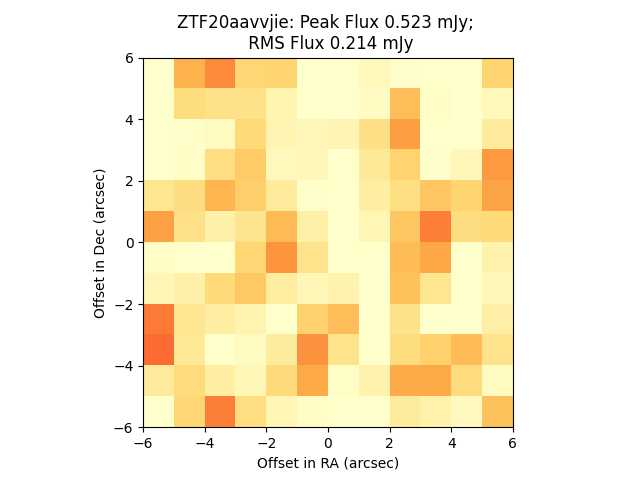 ZTF20aavvjie: Peak Flux 0.523 mJy;
RMS Flux 0.214 mJy
6
4
2
0
−2
−4
−6
Offset in Dec (arcsec)
−6 −4 −2 0 2 4 6
Offset in RA (arcsec)